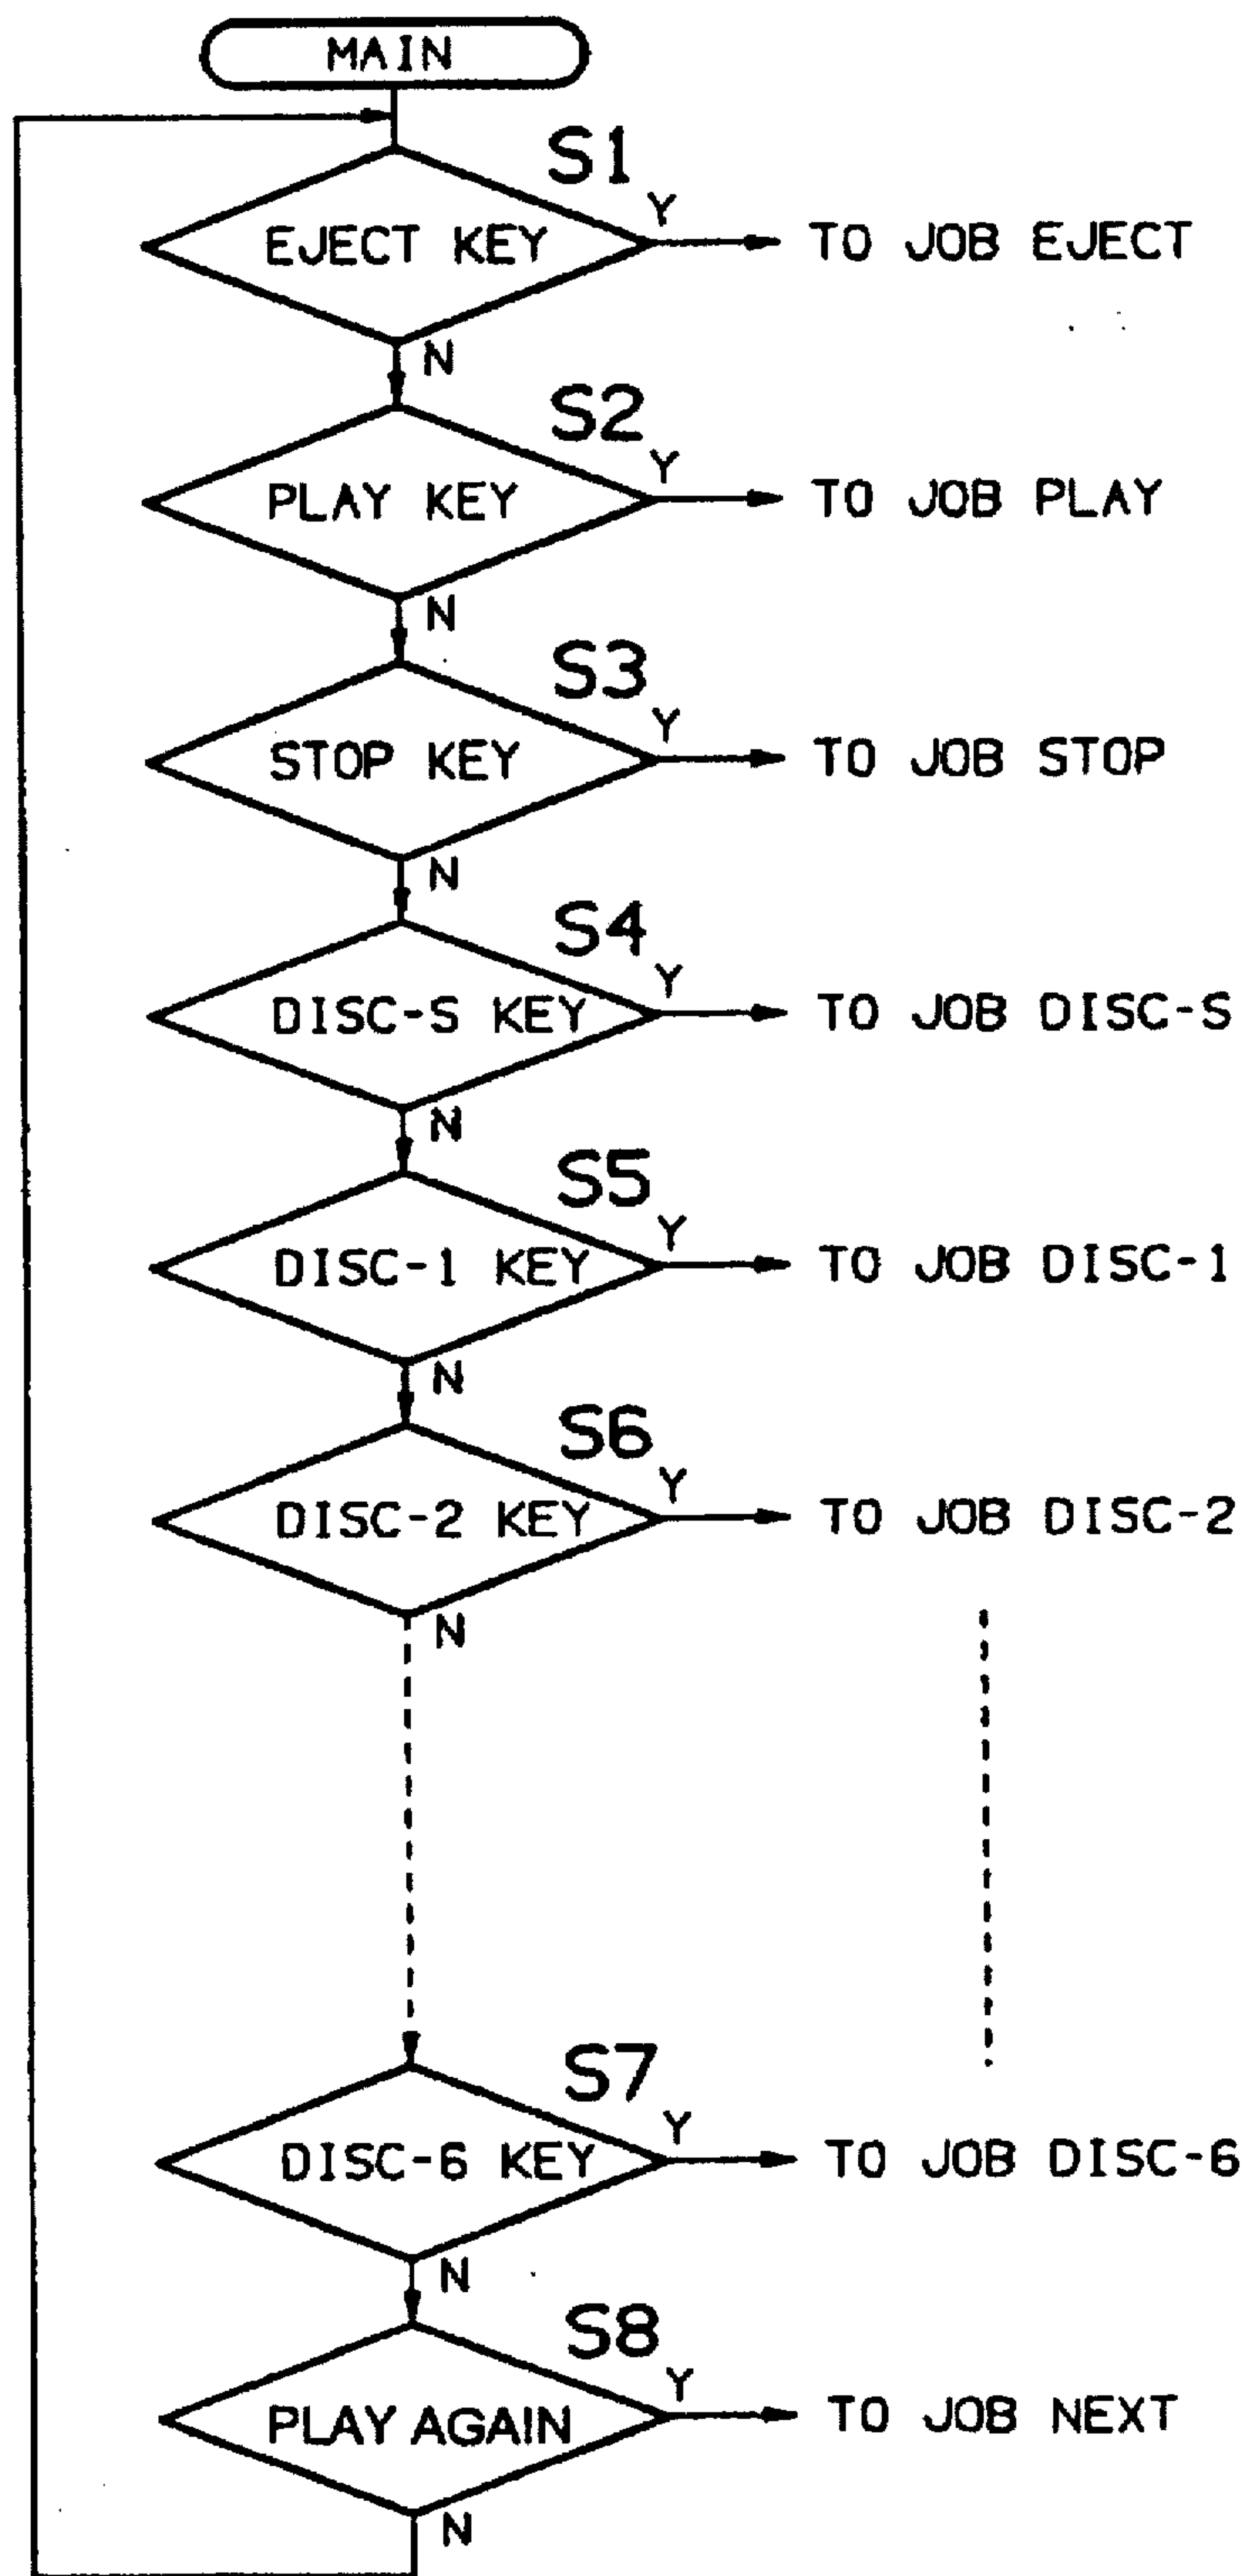 MAIN
S1
Y
EJECT KEY
TO JOB EJECT
N
S2
Y
PLAY KEY
TO JOB PLAY
N
S3
Y
STOP KEY
TO JOB STOP
N
S4
Y
DISC-S KEY
TO JOB DISC-S
N
S5
Y
DISC-1 KEY
TO JOB DISC-1
N
S6
Y
DISC-2 KEY
TO JOB DISC-2
N
S7
Y
DISC-6 KEY
TO JOB DISC-6
N
S8
Y
PLAY AGAIN
TO JOB NEXT
N